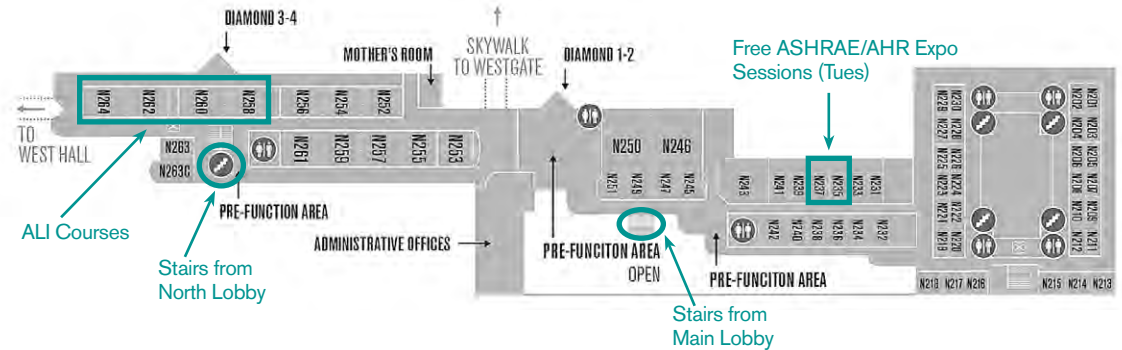 DIAMOND 3-4
MOTHER'S ROOM
SKYWALK
TO WESTGATE
DIAMOND 1-2
Free ASHRAE/AHR Expo
Sessions (Tues)
N264
N262
N260
N258
N256
N254
N252
TO
WEST HALL
N263
N263C
N261
N259
N257
N255
N253
PRE-FUNCTION AREA
ALI Courses
Stairs from
North Lobby
ADMINISTRATIVE OFFICES
N250
N246
N251
N249
N247
N245
PRE-FUNCITON AREA
OPEN
Stairs from
Main Lobby
N243
N241
N239
N237
N235
N233
N231
N242
N240
N238
N236
N234
N232
PRE-FUNCITON AREA
N229
N230
N227
N228
N225
N226
N223
N224
N221
N222
N219
N220
N202
N201
N204
N203
N206
N205
N208
N207
N210
N209
N212
N211
N218 N217 N216
N215 N214 N213